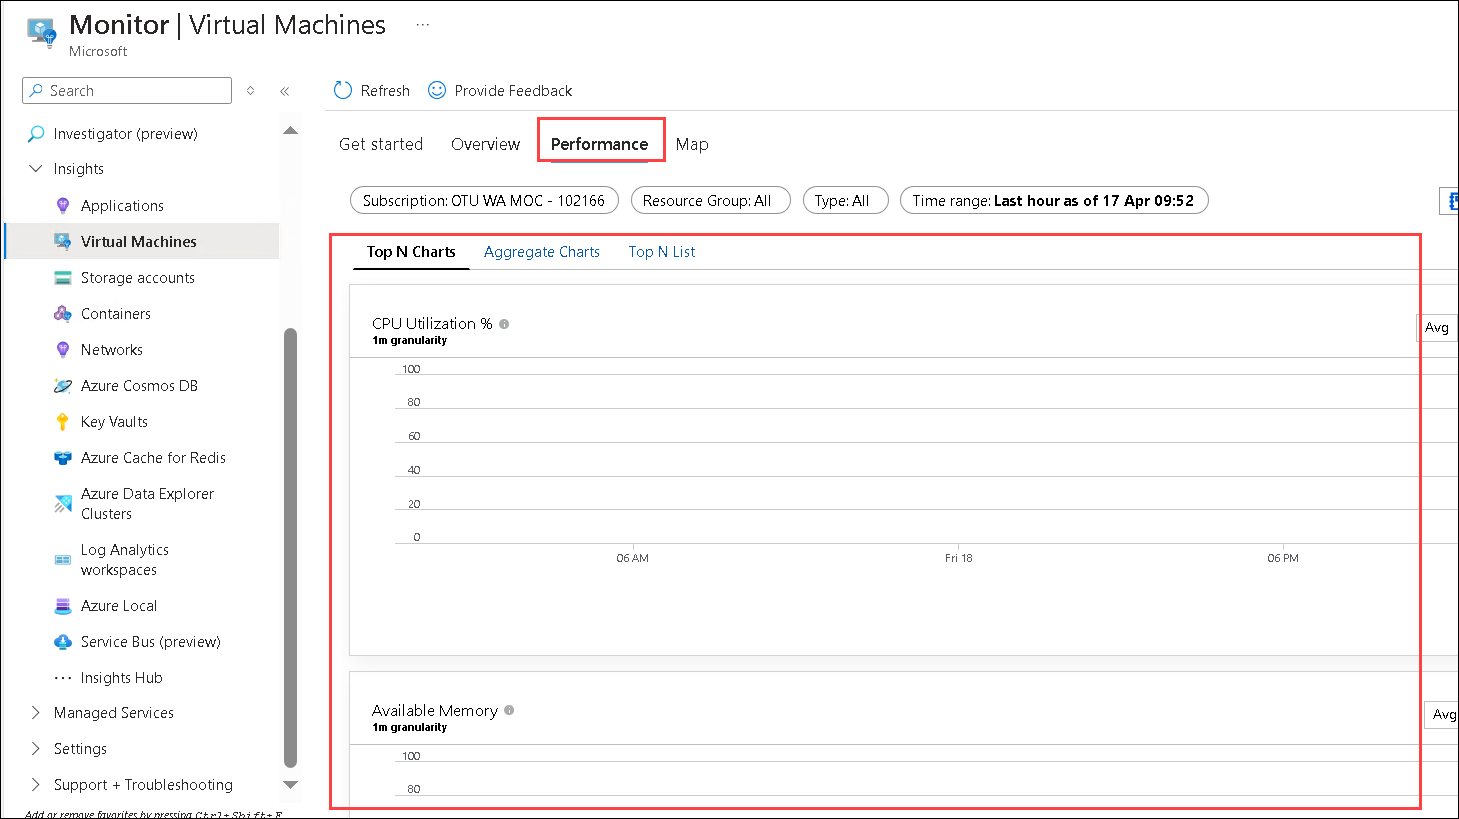 Monitor | Virtual Machines ...
Microsoft
Search
Refresh
Provide Feedback
Investigator (preview)
Insights
Applications
Virtual Machines
Storage accounts
Containers
Networks
Azure Cosmos DB
Key Vaults
Azure Cache for Redis
Azure Data Explorer
Clusters
Log Analytics
workspaces
Azure Local
Service Bus (preview)
Insights Hub
Managed Services
Settings
Support + Troubleshooting
Add or remove favorites by pressing Ctrl+Shift+F
Get started
Overview
Performance
Map
Subscription: OTU WA MOC - 102166
Resource Group: All
Type: All
Time range: Last hour as of 17 Apr 09:52
Top N Charts
Aggregate Charts
Top N List
CPU Utilization %
1m granularity
Avg
100
80
60
40
20
0
06 AM
Fri 18
06 PM
Available Memory
1m granularity
Avg
100
80